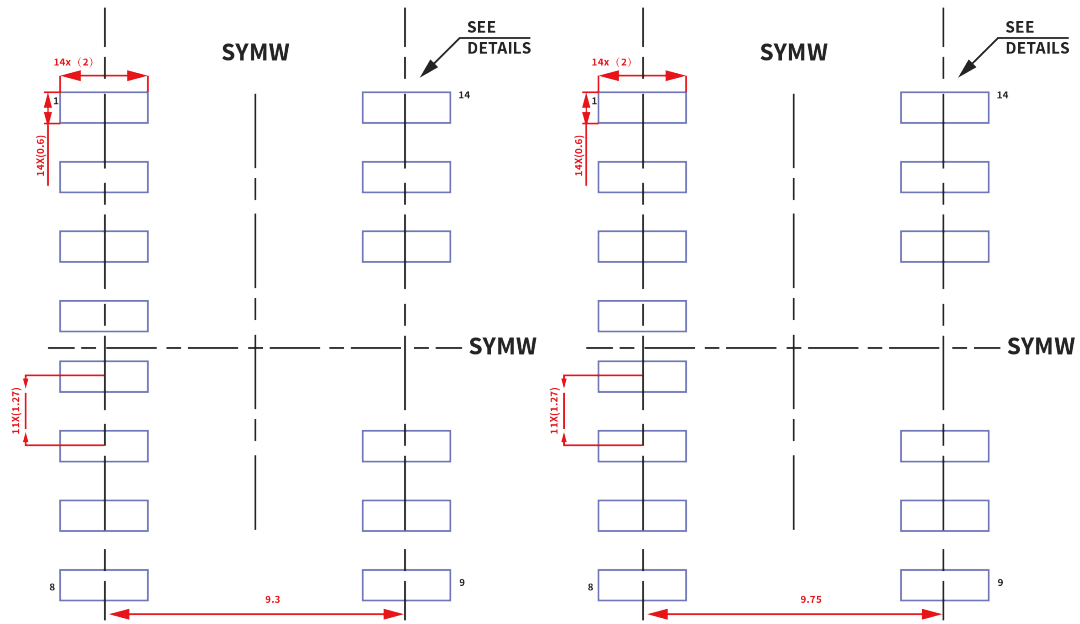 SYMW
SEE
DETAILS
14x（2）
1
14
14X(0.6)
SYMW
11X(1.27)
8
9
9.3
SYMW
SEE
DETAILS
14x（2）
1
14
14X(0.6)
SYMW
11X(1.27)
8
9
9.75